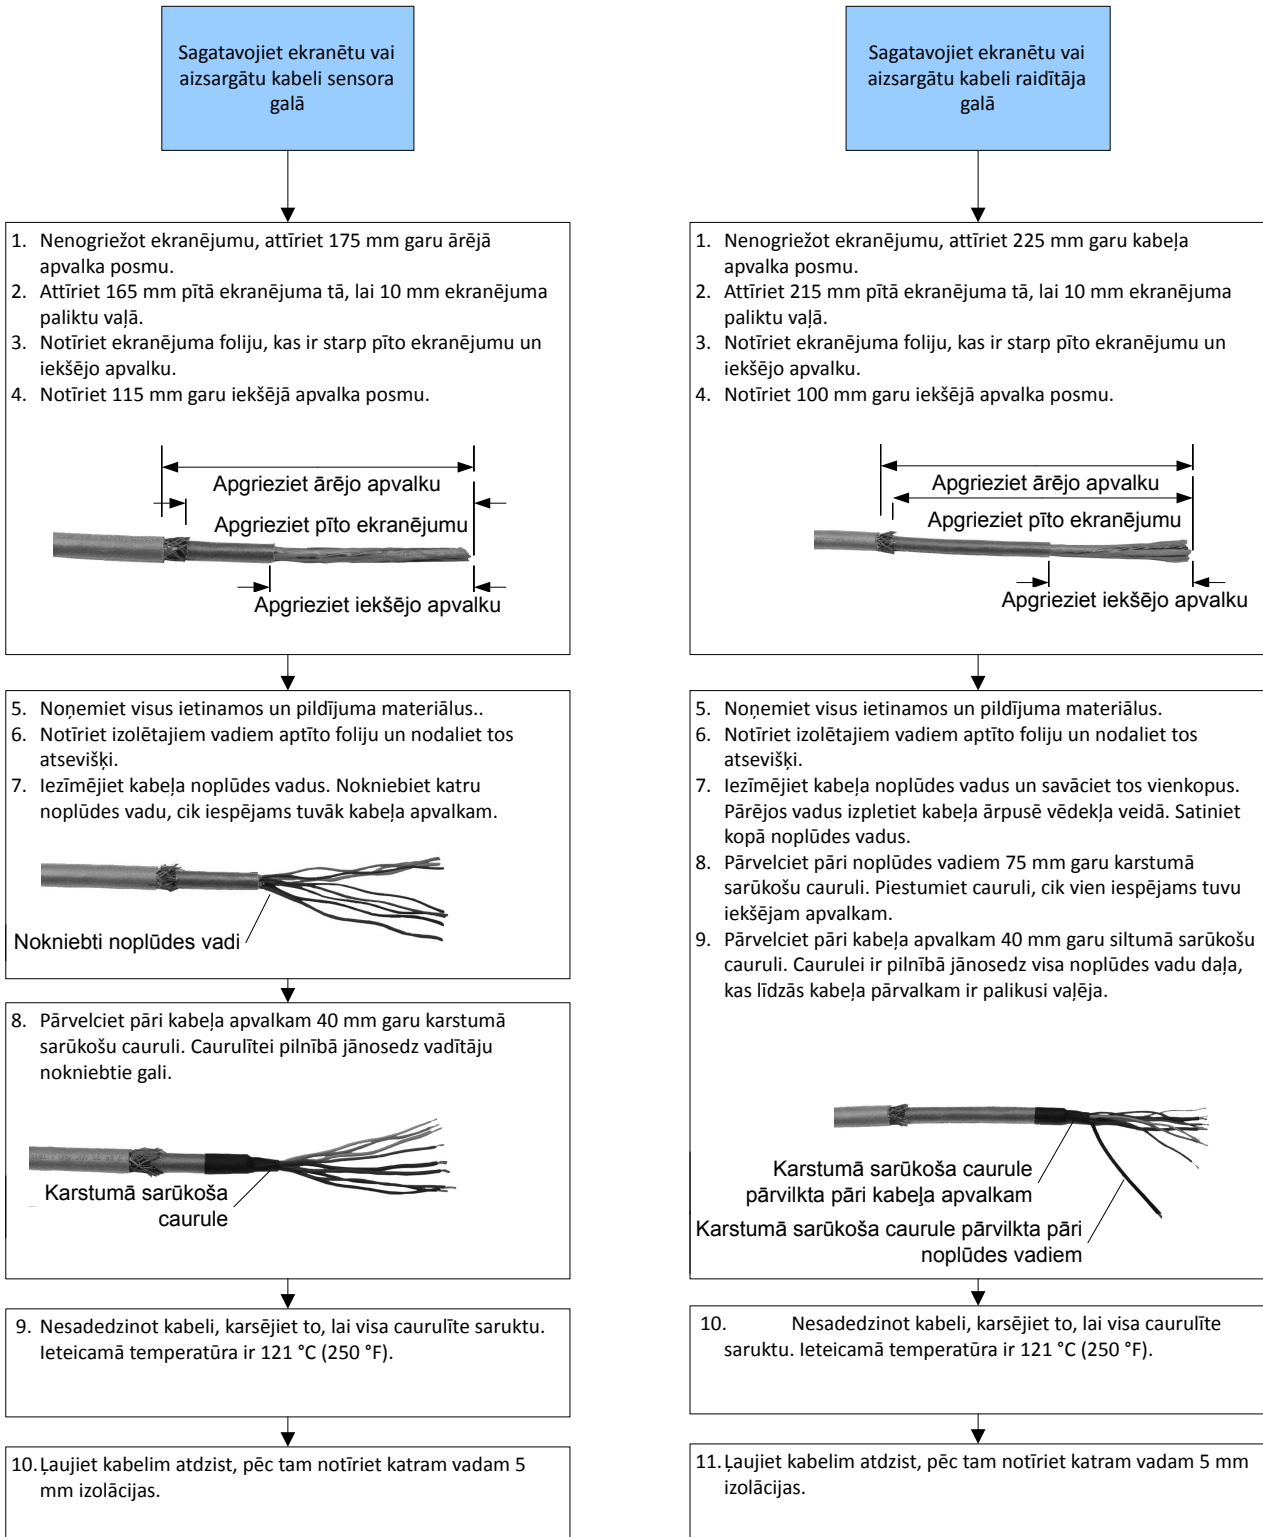 Sagatavojiet ekranētu vai
aizsargātu kabeli sensora
galā
1. Nenogriežot ekranējumu, attīriet 175 mm garu ārējā
apvalka posmu.
2. Attīriet 165 mm pītā ekranējuma tā, lai 10 mm ekranējuma
paliktu vaļā.
3. Notīriet ekranējuma foliju, kas ir starp pīto ekranējumu un
iekšējo apvalku.
4. Notīriet 115 mm garu iekšējā apvalka posmu.
Apgrieziet ārējo apvalku
Apgrieziet pīto ekranējumu
Apgrieziet iekšējo apvalku
5. Noņemiet visus ietinamos un pildījuma materiālus..
6. Notīriet izolētajiem vadiem aptīto foliju un nodaliet tos
atsevišķi.
7. Iezīmējiet kabeļa noplūdes vadus. Nokniebiet katru
noplūdes vadu, cik iespējams tuvāk kabeļa apvalkam.
Nokniebti noplūdes vadi
8. Pārvelciet pāri kabeļa apvalkam 40 mm garu karstumā
sarūkošu cauruli. Caurulītei pilnībā jānosedz vadītāju
nokniebtie gali.
Karstumā sarūkoša
caurule
9. Nesadedzinot kabeli, karsējiet to, lai visa caurulīte saruktu.
Ieteicamā temperatūra ir 121 °C (250 °F).
10. Ļaujiet kabelim atdzist, pēc tam notīriet katram vadam 5
mm izolācijas.
Sagatavojiet ekranētu vai
aizsargātu kabeli raidītāja
galā
1. Nenogriežot ekranējumu, attīriet 225 mm garu kabeļa
apvalka posmu.
2. Attīriet 215 mm pītā ekranējuma tā, lai 10 mm ekranējuma
paliktu vaļā.
3. Notīriet ekranējuma foliju, kas ir starp pīto ekranējumu un
iekšējo apvalku.
4. Notīriet 100 mm garu iekšējā apvalka posmu.
Apgrieziet ārējo apvalku
Apgrieziet pīto ekranējumu
Apgrieziet iekšējo apvalku
5. Noņemiet visus ietinamos un pildījuma materiālus.
6. Notīriet izolētajiem vadiem aptīto foliju un nodaliet tos
atsevišķi.
7. Iezīmējiet kabeļa noplūdes vadus un savāciet tos vienkopus.
Pārējos vadus izpletiet kabeļa ārpusē vēdekļa veidā. Satiniet
kopā noplūdes vadus.
8. Pārvelciet pāri noplūdes vadiem 75 mm garu karstumā
sarūkošu cauruli. Piestumiet cauruli, cik vien iespējams tuvu
iekšējam apvalkam.
9. Pārvelciet pāri kabeļa apvalkam 40 mm garu siltumā sarūkošu
cauruli. Caurulei ir pilnībā jānosedz visa noplūdes vadu daļa,
kas līdzās kabeļa pārvalkam ir palikusi vaļēja.
Karstumā sarūkoša caurule
pārvilkta pāri kabeļa apvalkam
Karstumā sarūkoša caurule pārvilkta pāri
noplūdes vadiem
10. Nesadedzinot kabeli, karsējiet to, lai visa caurulīte
saruktu. Ieteicamā temperatūra ir 121 °C (250 °F).
11. Ļaujiet kabelim atdzist, pēc tam notīriet katram vadam 5 mm
izolācijas.